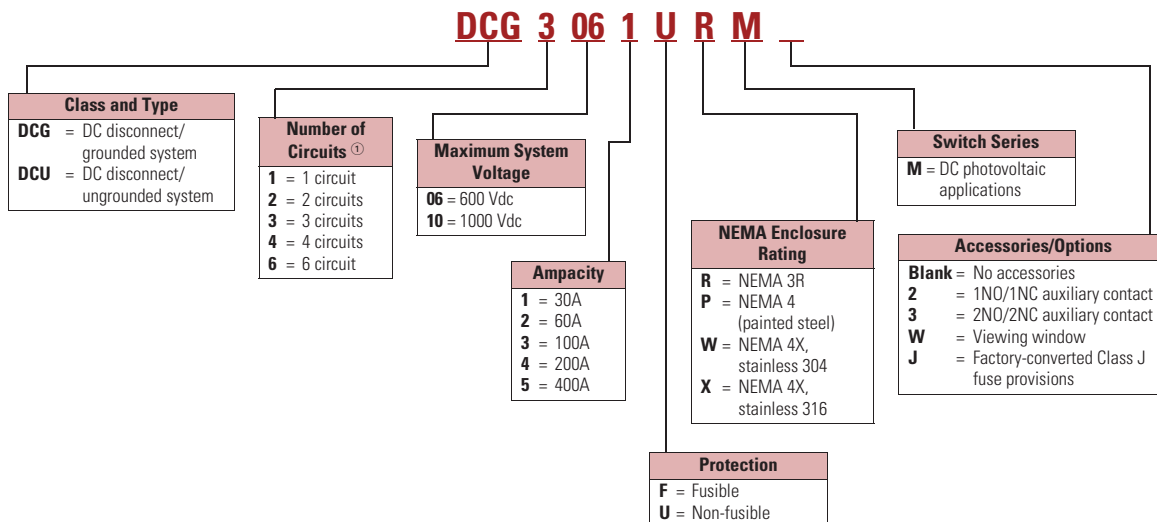 DCG 3 06 1 U R M _
Class and Type
DCG = DC disconnect/
grounded system
DCU = DC disconnect/
ungrounded system
Number of
Circuits ①
1 = 1 circuit
2 = 2 circuits
3 = 3 circuits
4 = 4 circuits
6 = 6 circuit
Maximum System
Voltage
06 = 600 Vdc
10 = 1000 Vdc
Ampacity
1 = 30A
2 = 60A
3 = 100A
4 = 200A
5 = 400A
Protection
F = Fusible
U = Non-fusible
NEMA Enclosure
Rating
R = NEMA 3R
P = NEMA 4
(painted steel)
W = NEMA 4X,
stainless 304
X = NEMA 4X,
stainless 316
Switch Series
M = DC photovoltaic
applications
Accessories/Options
Blank = No accessories
2 = 1NO/1NC auxiliary contact
3 = 2NO/2NC auxiliary contact
W = Viewing window
J = Factory-converted Class J
fuse provisions